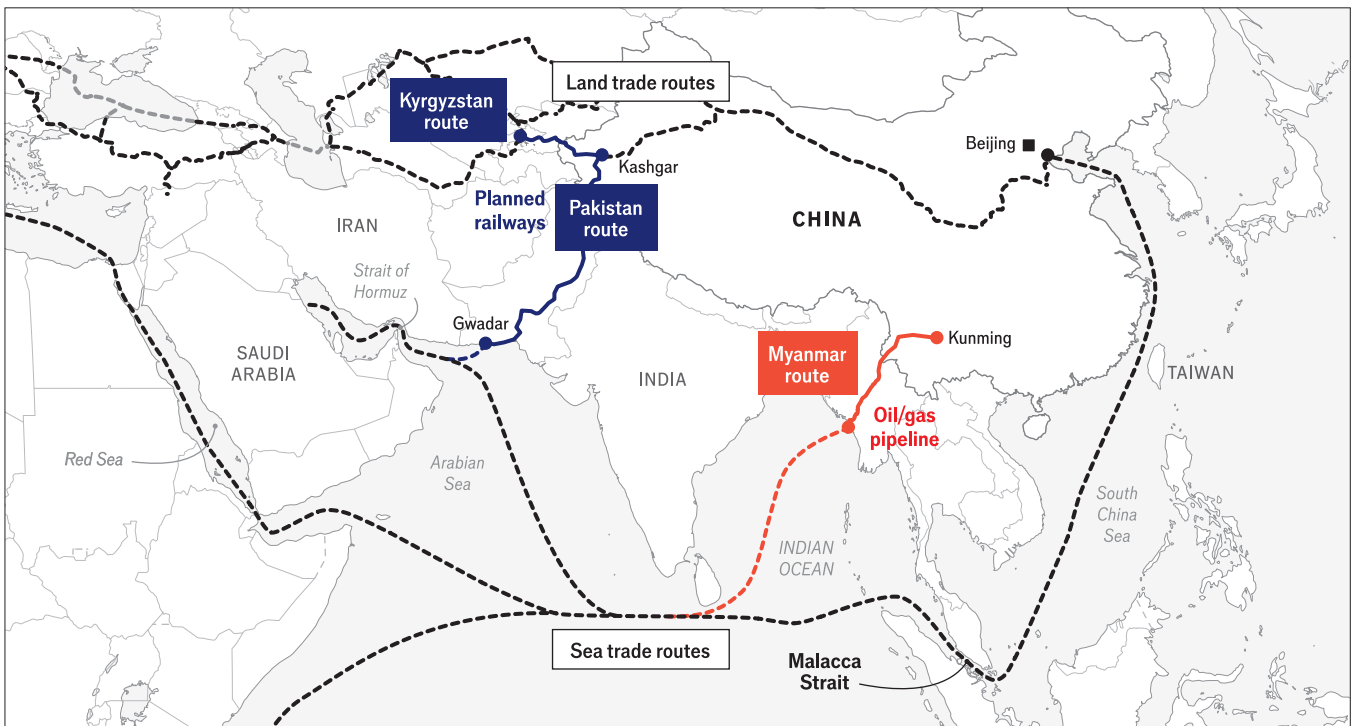 Land trade routes
Kyrgyzstan
route
Beijing
Kashgar
Planned
railways
Pakistan
route
CHINA
IRAN
Strait of
Hormuz
Gwadar
Kunming
SAUDI
ARABIA
INDIA
Myanmar
route
TAIWAN
Oil/gas
pipeline
Red Sea
Arabian
Sea
South
China
Sea
INDIAN
OCEAN
Sea trade routes
Malacca
Strait